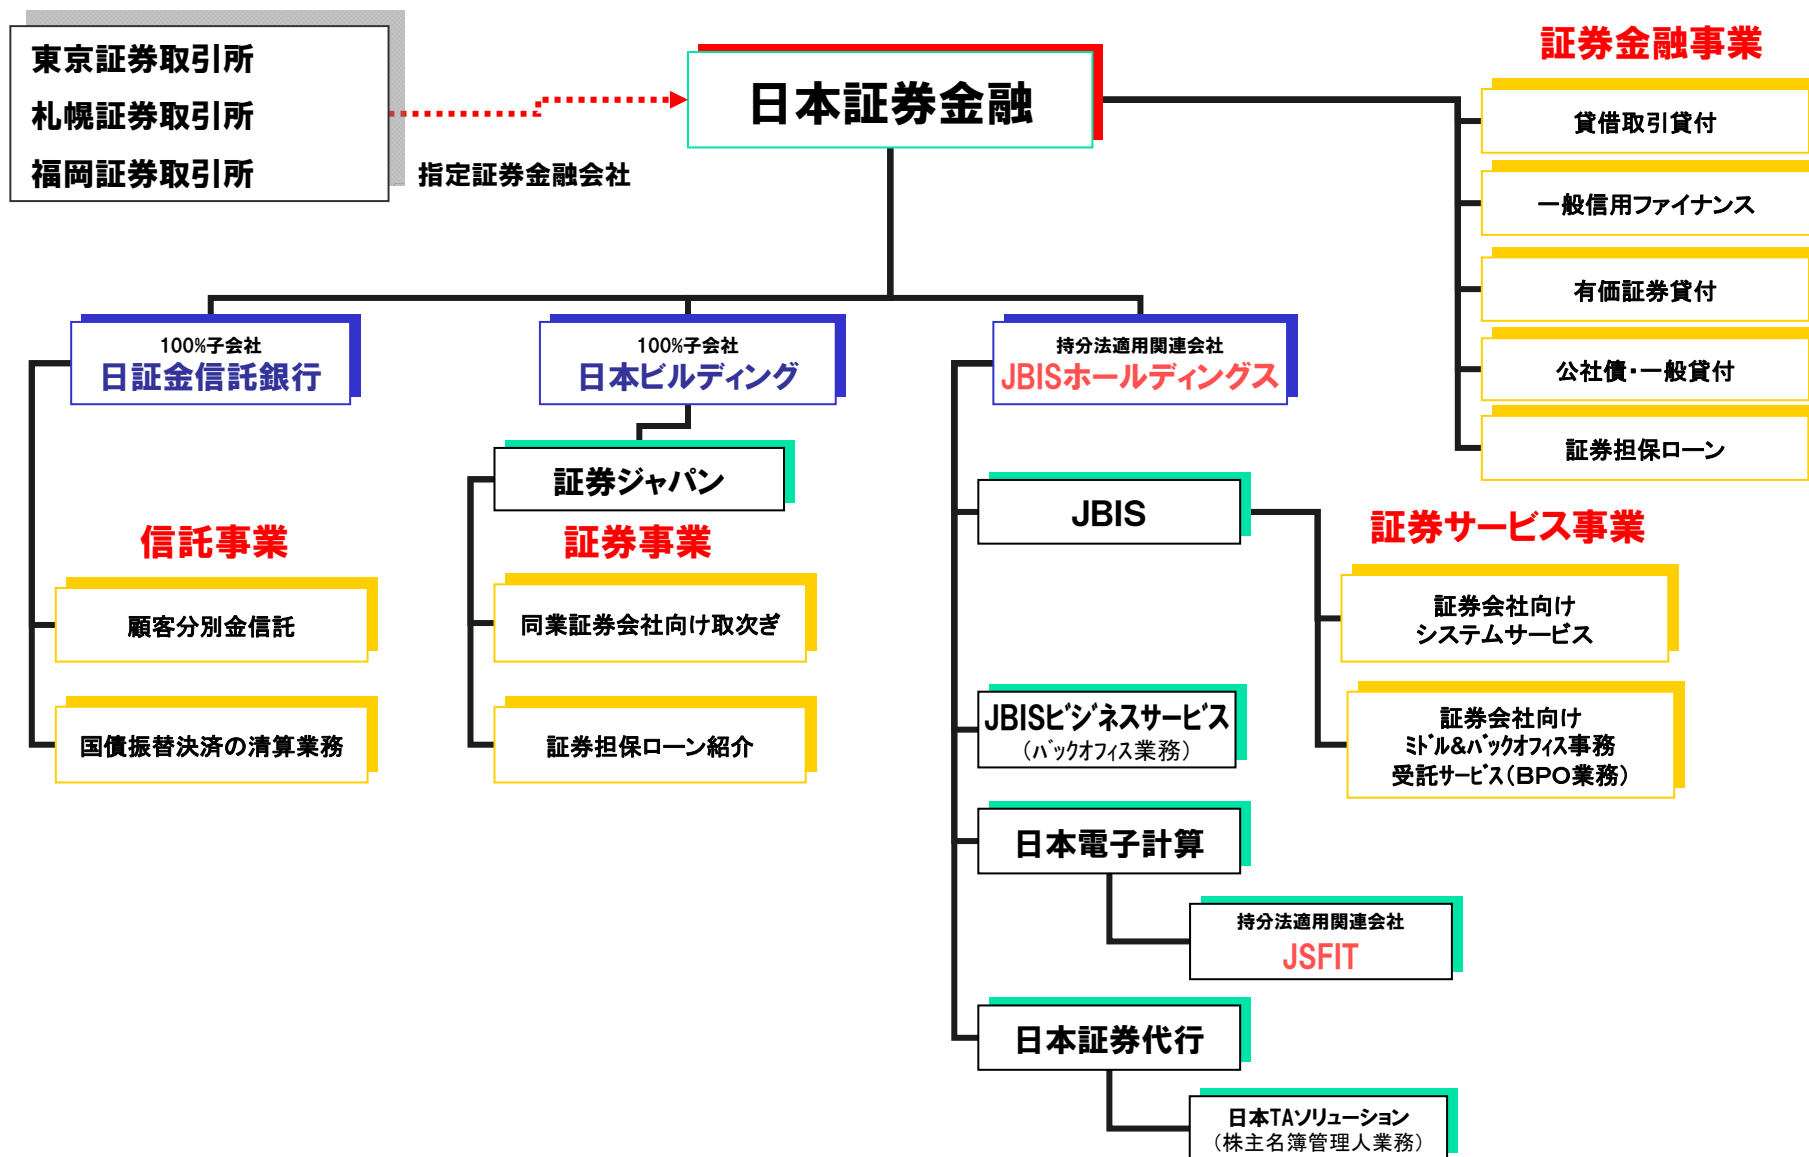 東京証券取引所
札幌証券取引所
福岡証券取引所
指定証券金融会社
日本証券金融
証券金融事業
貸借取引貸付
一般信用ファイナンス
有価証券貸付
公社債・一般貸付
証券担保ローン
100%子会社
日証金信託銀行
信託事業
顧客分別金信託
国債振替決済の清算業務
100%子会社
日本ビルディング
証券ジャパン
証券事業
同業証券会社向け取次ぎ
証券担保ローン紹介
持分法適用関連会社
JBISホールディングス
JBIS
証券サービス事業
証券会社向け
システムサービス
証券会社向け
ﾐﾄﾞﾙ&ﾊﾞｯｸｵﾌｨｽ事務
受託ｻｰﾋﾞｽ(BPO業務)
JBISﾋﾞｼﾞﾈｽｻｰﾋﾞｽ
(ﾊﾞｯｸｵﾌｨｽ業務)
日本電子計算
持分法適用関連会社
JSFIT
日本証券代行
日本TAソリューション
(株主名簿管理人業務)